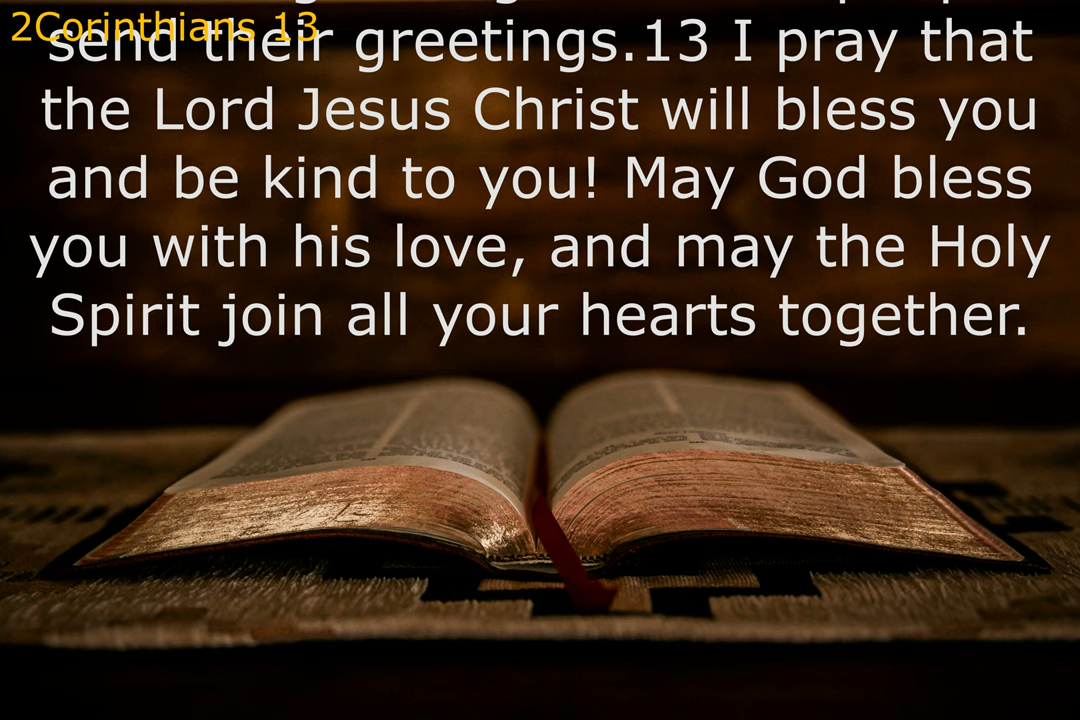 2Corinthians 13
send their greetings.13 I pray that
the Lord Jesus Christ will bless you
and be kind to you! May God bless
you with his love, and may the Holy
Spirit join all your hearts together.